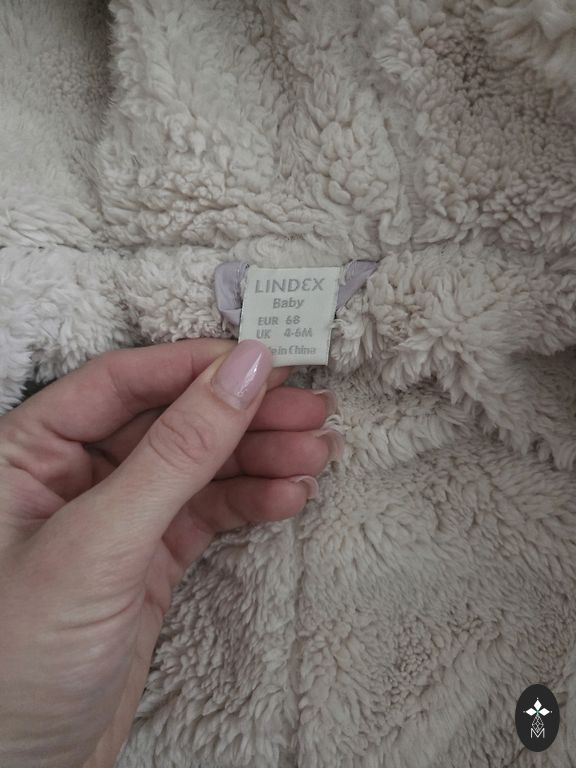 LINDEX
Baby
EUR 68
UK 4-6M
in China
M